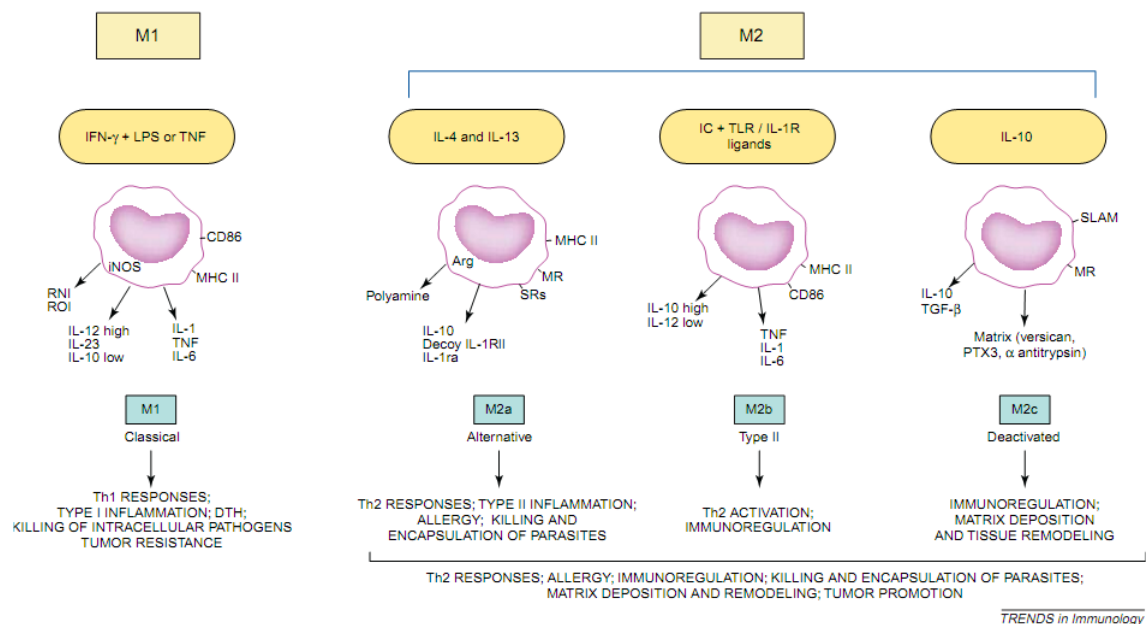 M1
M2
IFN-γ + LPS or TNF
IL-4 and IL-13
IC + TLR / IL-1R
ligands
IL-10
CD86
MHC II
iNOS
RNI
ROI
IL-12 high
IL-23
IL-10 low
IL-1
TNF
IL-6
MHC II
MR
SRs
Arg
Polyamine
IL-10
Decoy IL-1RII
IL-1ra
MHC II
CD86
IL-10 high
IL-12 low
TNF
IL-1
IL-6
SLAM
MR
IL-10
TGF-β
Matrix (versican,
PTX3, α antitrypsin)
M1
Classical
M2a
Alternative
M2b
Type II
M2c
Deactivated
Th1 RESPONSES;
TYPE I INFLAMMATION; DTH;
KILLING OF INTRACELLULAR PATHOGENS
TUMOR RESISTANCE
Th2 RESPONSES; TYPE II INFLAMMATION;
ALLERGY; KILLING AND
ENCAPSULATION OF PARASITES
Th2 ACTIVATION;
IMMUNOREGULATION
IMMUNOREGULATION;
MATRIX DEPOSITION
AND TISSUE REMODELING
Th2 RESPONSES; ALLERGY; IMMUNOREGULATION; KILLING AND ENCAPSULATION OF PARASITES;
MATRIX DEPOSITION AND REMODELING; TUMOR PROMOTION
TRENDS in Immunology